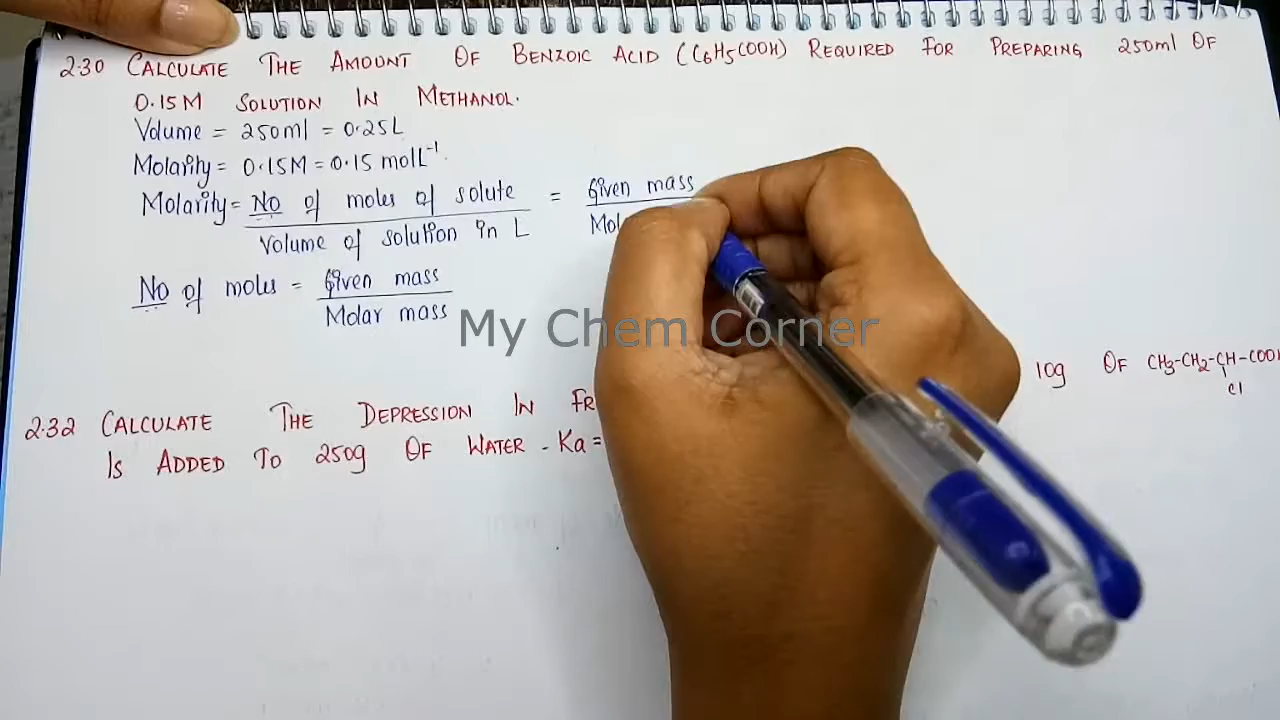 2.30 CALCULATE THE AMOUNT OF BENZOIC ACID (C6H5COOH) REQUIRED FOR PREPARING 250ml OF
0.15M SOLUTION IN METHANOL.
Volume = 250ml = 0.25L
Molarity = 0.15M = 0.15 molL⁻¹.
Molarity = No of moles of solute / Volume of solution in L = Given mass /
No of moles = Given mass / Molar mass
My Chem Corner
10g OF CH3-CH2-CH-COO
Cl
2.32 CALCULATE THE DEPRESSION IN
IS ADDED TO 250g OF WATER - Ka =